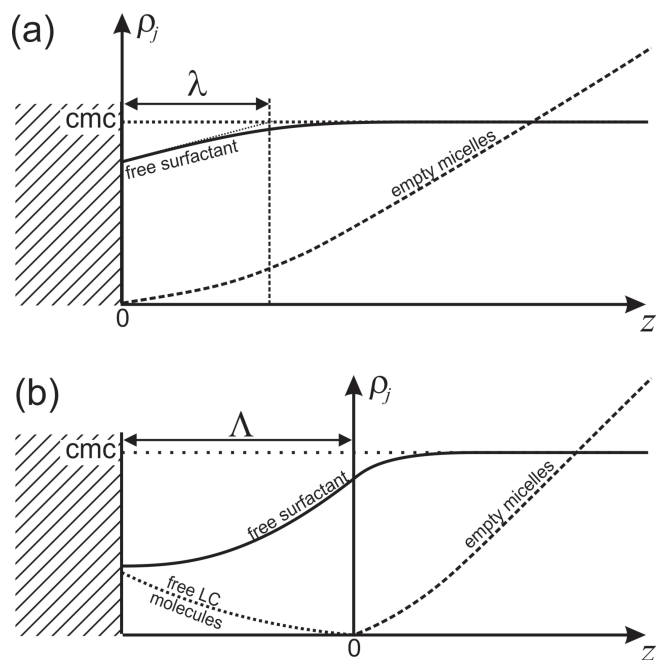 (a)
ρj
λ
cmc
free surfactant
empty micelles
0
z
(b)
ρj
Λ
cmc
free surfactant
empty micelles
free LC
molecules
0
z